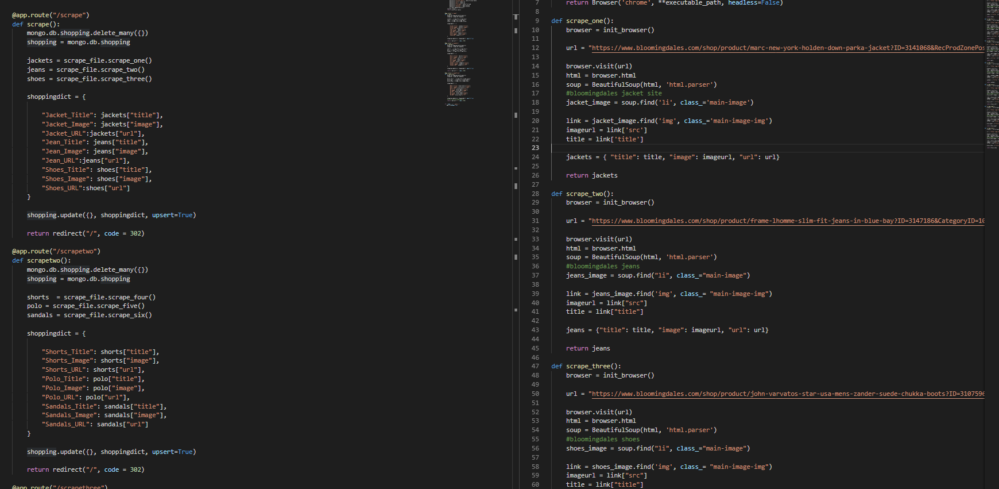 @app.route("/scrape")
def scrape():
    mongo.db.shopping.delete_many({})
    shopping = mongo.db.shopping

    jackets = scrape_file.scrape_one()
    jeans = scrape_file.scrape_two()
    shoes = scrape_file.scrape_three()

    shoppingdict = {

        "Jacket_Title": jackets["title"],
        "Jacket_Image": jackets["image"],
        "Jacket_URL":jackets["url"],
        "Jean_Title": jeans["title"],
        "Jean_Image": jeans["image"],
        "Jean_URL":jeans["url"],
        "Shoes_Title": shoes["title"],
        "Shoes_Image": shoes["image"],
        "Shoes_URL":shoes["url"]
    }

    shopping.update({}, shoppingdict, upsert=True)

    return redirect("/", code = 302)

@app.route("/scrapetwo")
def scrapetwo():
    mongo.db.shopping.delete_many({})
    shopping = mongo.db.shopping

    shorts  = scrape_file.scrape_four()
    polo = scrape_file.scrape_five()
    sandals = scrape_file.scrape_six()

    shoppingdict = {

        "Shorts_Title": shorts["title"],
        "Shorts_Image": shorts["image"],
        "Shorts_URL": shorts["url"],
        "Polo_Title": polo["title"],
        "Polo_Image": polo["image"],
        "Polo_URL": polo["url"],
        "Sandals_Title": sandals["title"],
        "Sandals_Image": sandals["image"],
        "Sandals_URL": sandals["url"]
    }

    shopping.update({}, shoppingdict, upsert=True)

    return redirect("/", code = 302)

@app.route("/scrapethree")
7     return Browser('chrome', **executable_path, headless=False)
8
9 def scrape_one():
10     browser = init_browser()
11
12     url = "https://www.bloomingdales.com/shop/product/marc-new-york-holden-down-parka-jacket?ID=3141068&RecProdZonePos
13
14     browser.visit(url)
15     html = browser.html
16     soup = BeautifulSoup(html, 'html.parser')
17     #bloomingdales jacket site
18     jacket_image = soup.find('li', class_='main-image')
19
20     link = jacket_image.find('img', class_='main-image-img')
21     imageurl = link['src']
22     title = link['title']
23
24     jackets = { "title": title, "image": imageurl, "url": url}
25
26     return jackets
27
28 def scrape_two():
29     browser = init_browser()
30
31     url = "https://www.bloomingdales.com/shop/product/frame-lhomme-slim-fit-jeans-in-blue-bay?ID=3147186&CategoryID=10
32
33     browser.visit(url)
34     html = browser.html
35     soup = BeautifulSoup(html, 'html.parser')
36     #bloomingdales jeans
37     jeans_image = soup.find("li", class_="main-image")
38
39     link = jeans_image.find('img', class_= "main-image-img")
40     imageurl = link["src"]
41     title = link["title"]
42
43     jeans = {"title": title, "image": imageurl, "url": url}
44
45     return jeans
46
47 def scrape_three():
48     browser = init_browser()
49
50     url = "https://www.bloomingdales.com/shop/product/john-varvatos-star-usa-mens-zander-suede-chukka-boots?ID=3107596
51
52     browser.visit(url)
53     html = browser.html
54     soup = BeautifulSoup(html, 'html.parser')
55     #bloomingdales shoes
56     shoes_image = soup.find("li", class_="main-image")
57
58     link = shoes_image.find('img', class_= "main-image-img")
59     imageurl = link["src"]
60     title = link["title"]